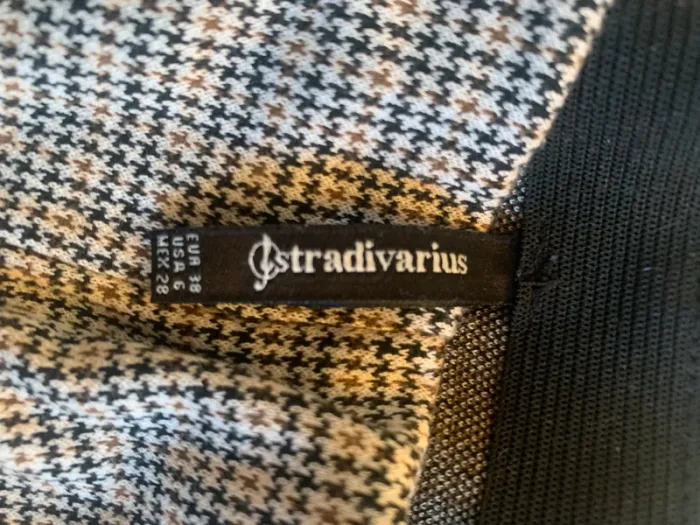 stradivarius
EUR 38
USA 6
MEX 28